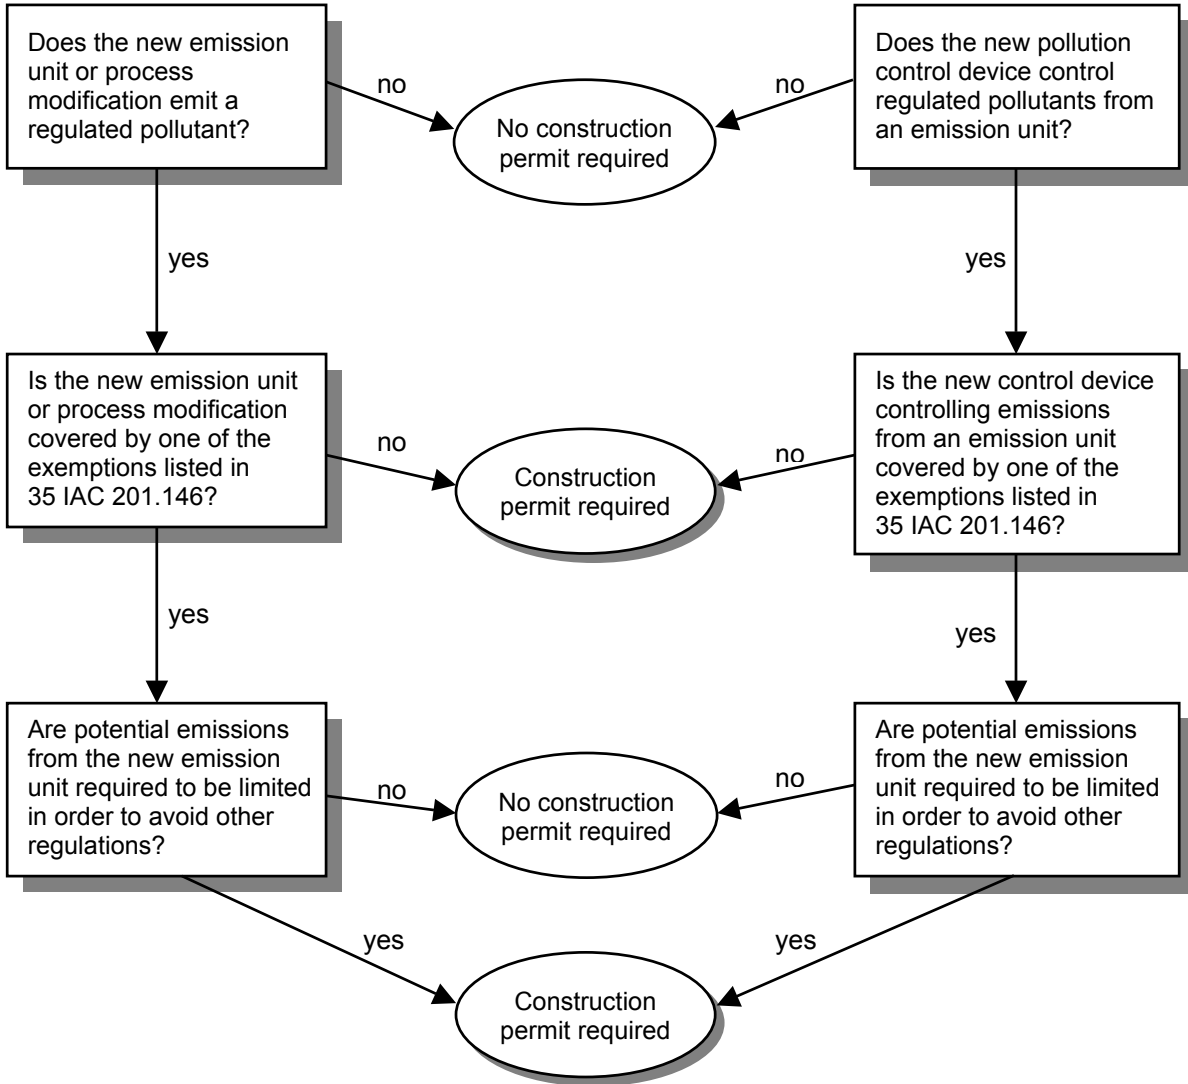 Does the new emission
unit or process
modification emit a
regulated pollutant?
no
No construction
permit required
no
Does the new pollution
control device control
regulated pollutants from
an emission unit?
yes
yes
Is the new emission unit
or process modification
covered by one of the
exemptions listed in
35 IAC 201.146?
no
Construction
permit required
no
Is the new control device
controlling emissions
from an emission unit
covered by one of the
exemptions listed in
35 IAC 201.146?
yes
yes
Are potential emissions
from the new emission
unit required to be limited
in order to avoid other
regulations?
no
No construction
permit required
no
Are potential emissions
from the new emission
unit required to be limited
in order to avoid other
regulations?
yes
yes
Construction
permit required